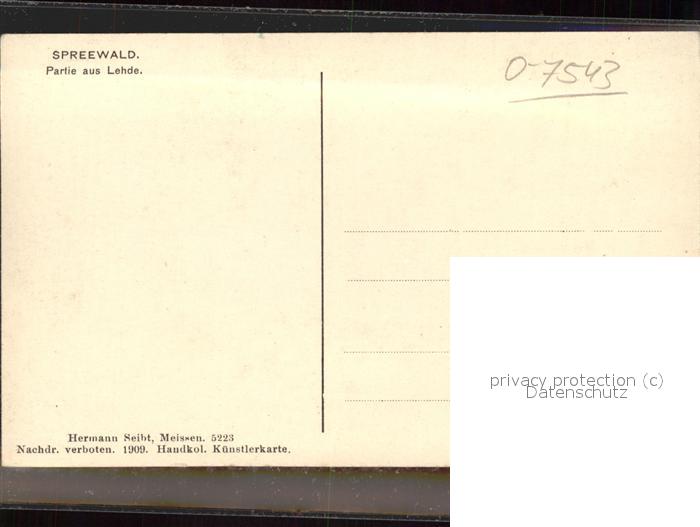 SPREEWALD.
Partie aus Lehde.
O-7543
Hermann Seibt, Meissen. 5223
Nachdr. verboten. 1909. Handkol. Künstlerkarte.
privacy protection (c)
Datenschutz